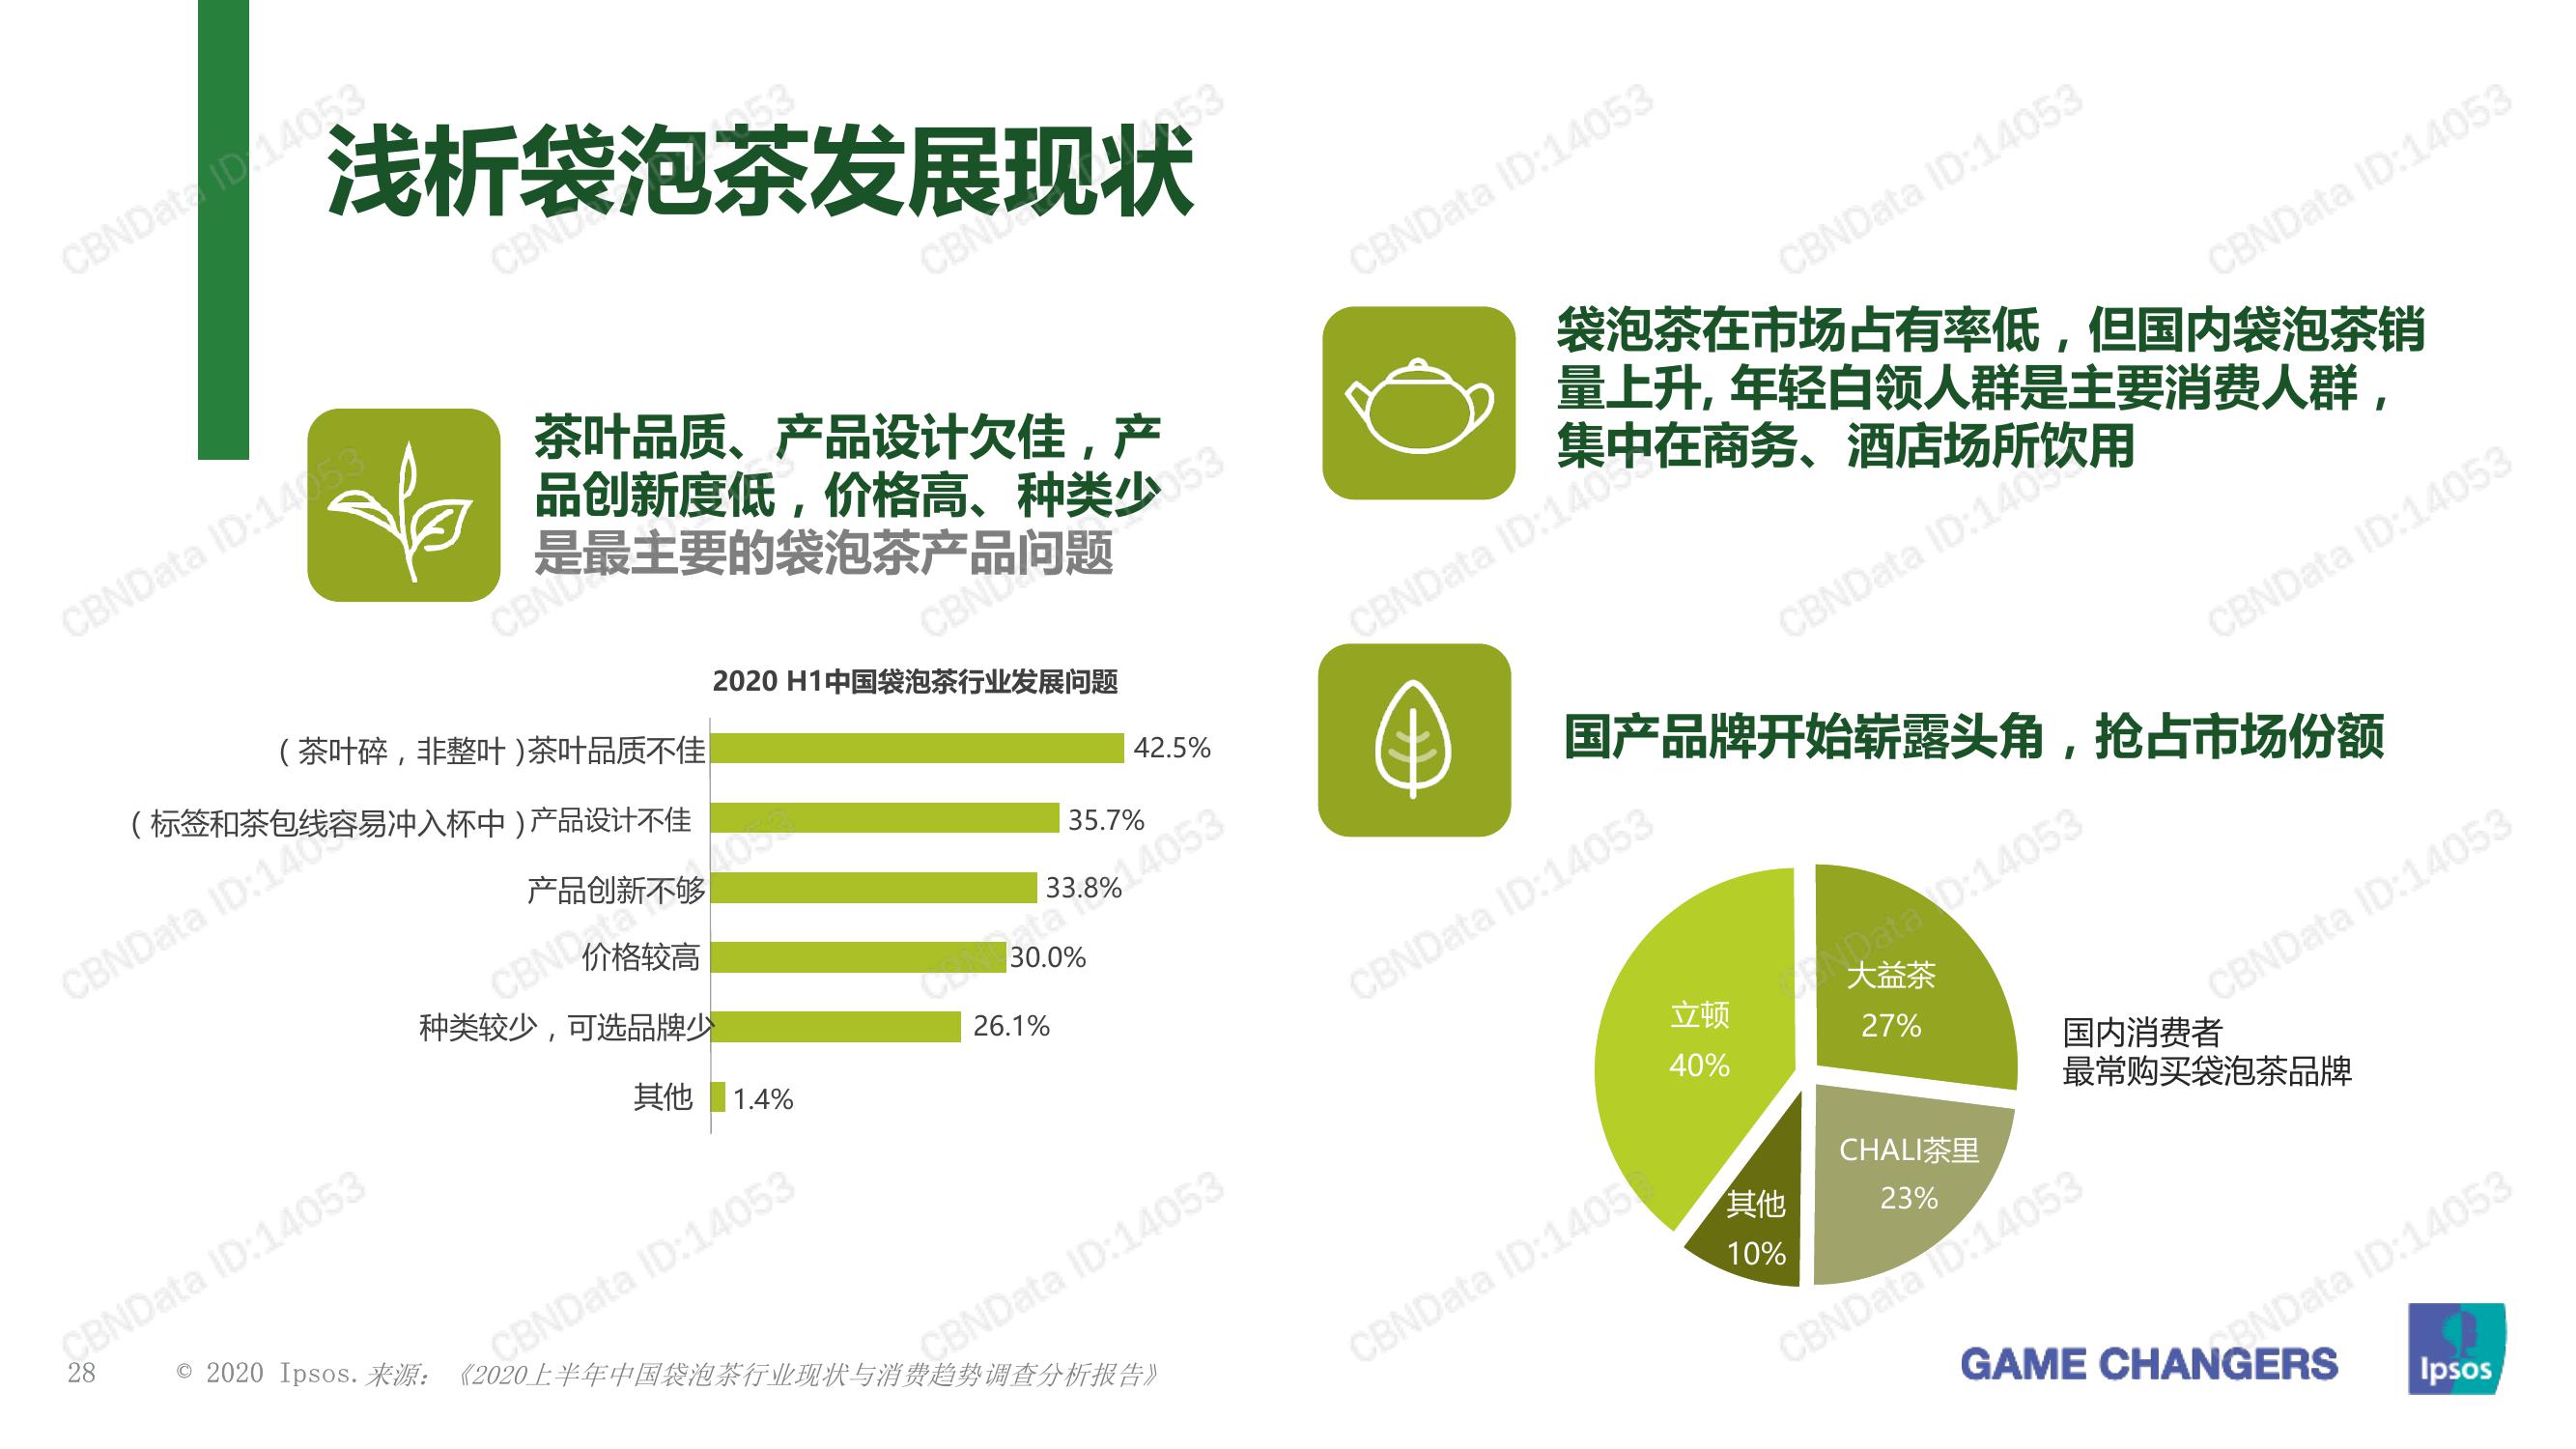 浅析袋泡茶发展现状
茶叶品质、产品设计欠佳，产
品创新度低，价格高、种类少
是最主要的袋泡茶产品问题
2020 H1中国袋泡茶行业发展问题
（茶叶碎，非整叶）茶叶品质不佳 42.5%
（标签和茶包线容易冲入杯中）产品设计不佳 35.7%
产品创新不够 33.8%
价格较高 30.0%
种类较少，可选品牌少 26.1%
其他 1.4%
袋泡茶在市场占有率低，但国内袋泡茶销
量上升, 年轻白领人群是主要消费人群，
集中在商务、酒店场所饮用
国产品牌开始崭露头角，抢占市场份额
大益茶
27%
立顿
40%
CHALI茶里
23%
其他
10%
国内消费者
最常购买袋泡茶品牌
28
© 2020 Ipsos. 来源：《2020上半年中国袋泡茶行业现状与消费趋势调查分析报告》
GAME CHANGERS
Ipsos
CBNData ID:14053